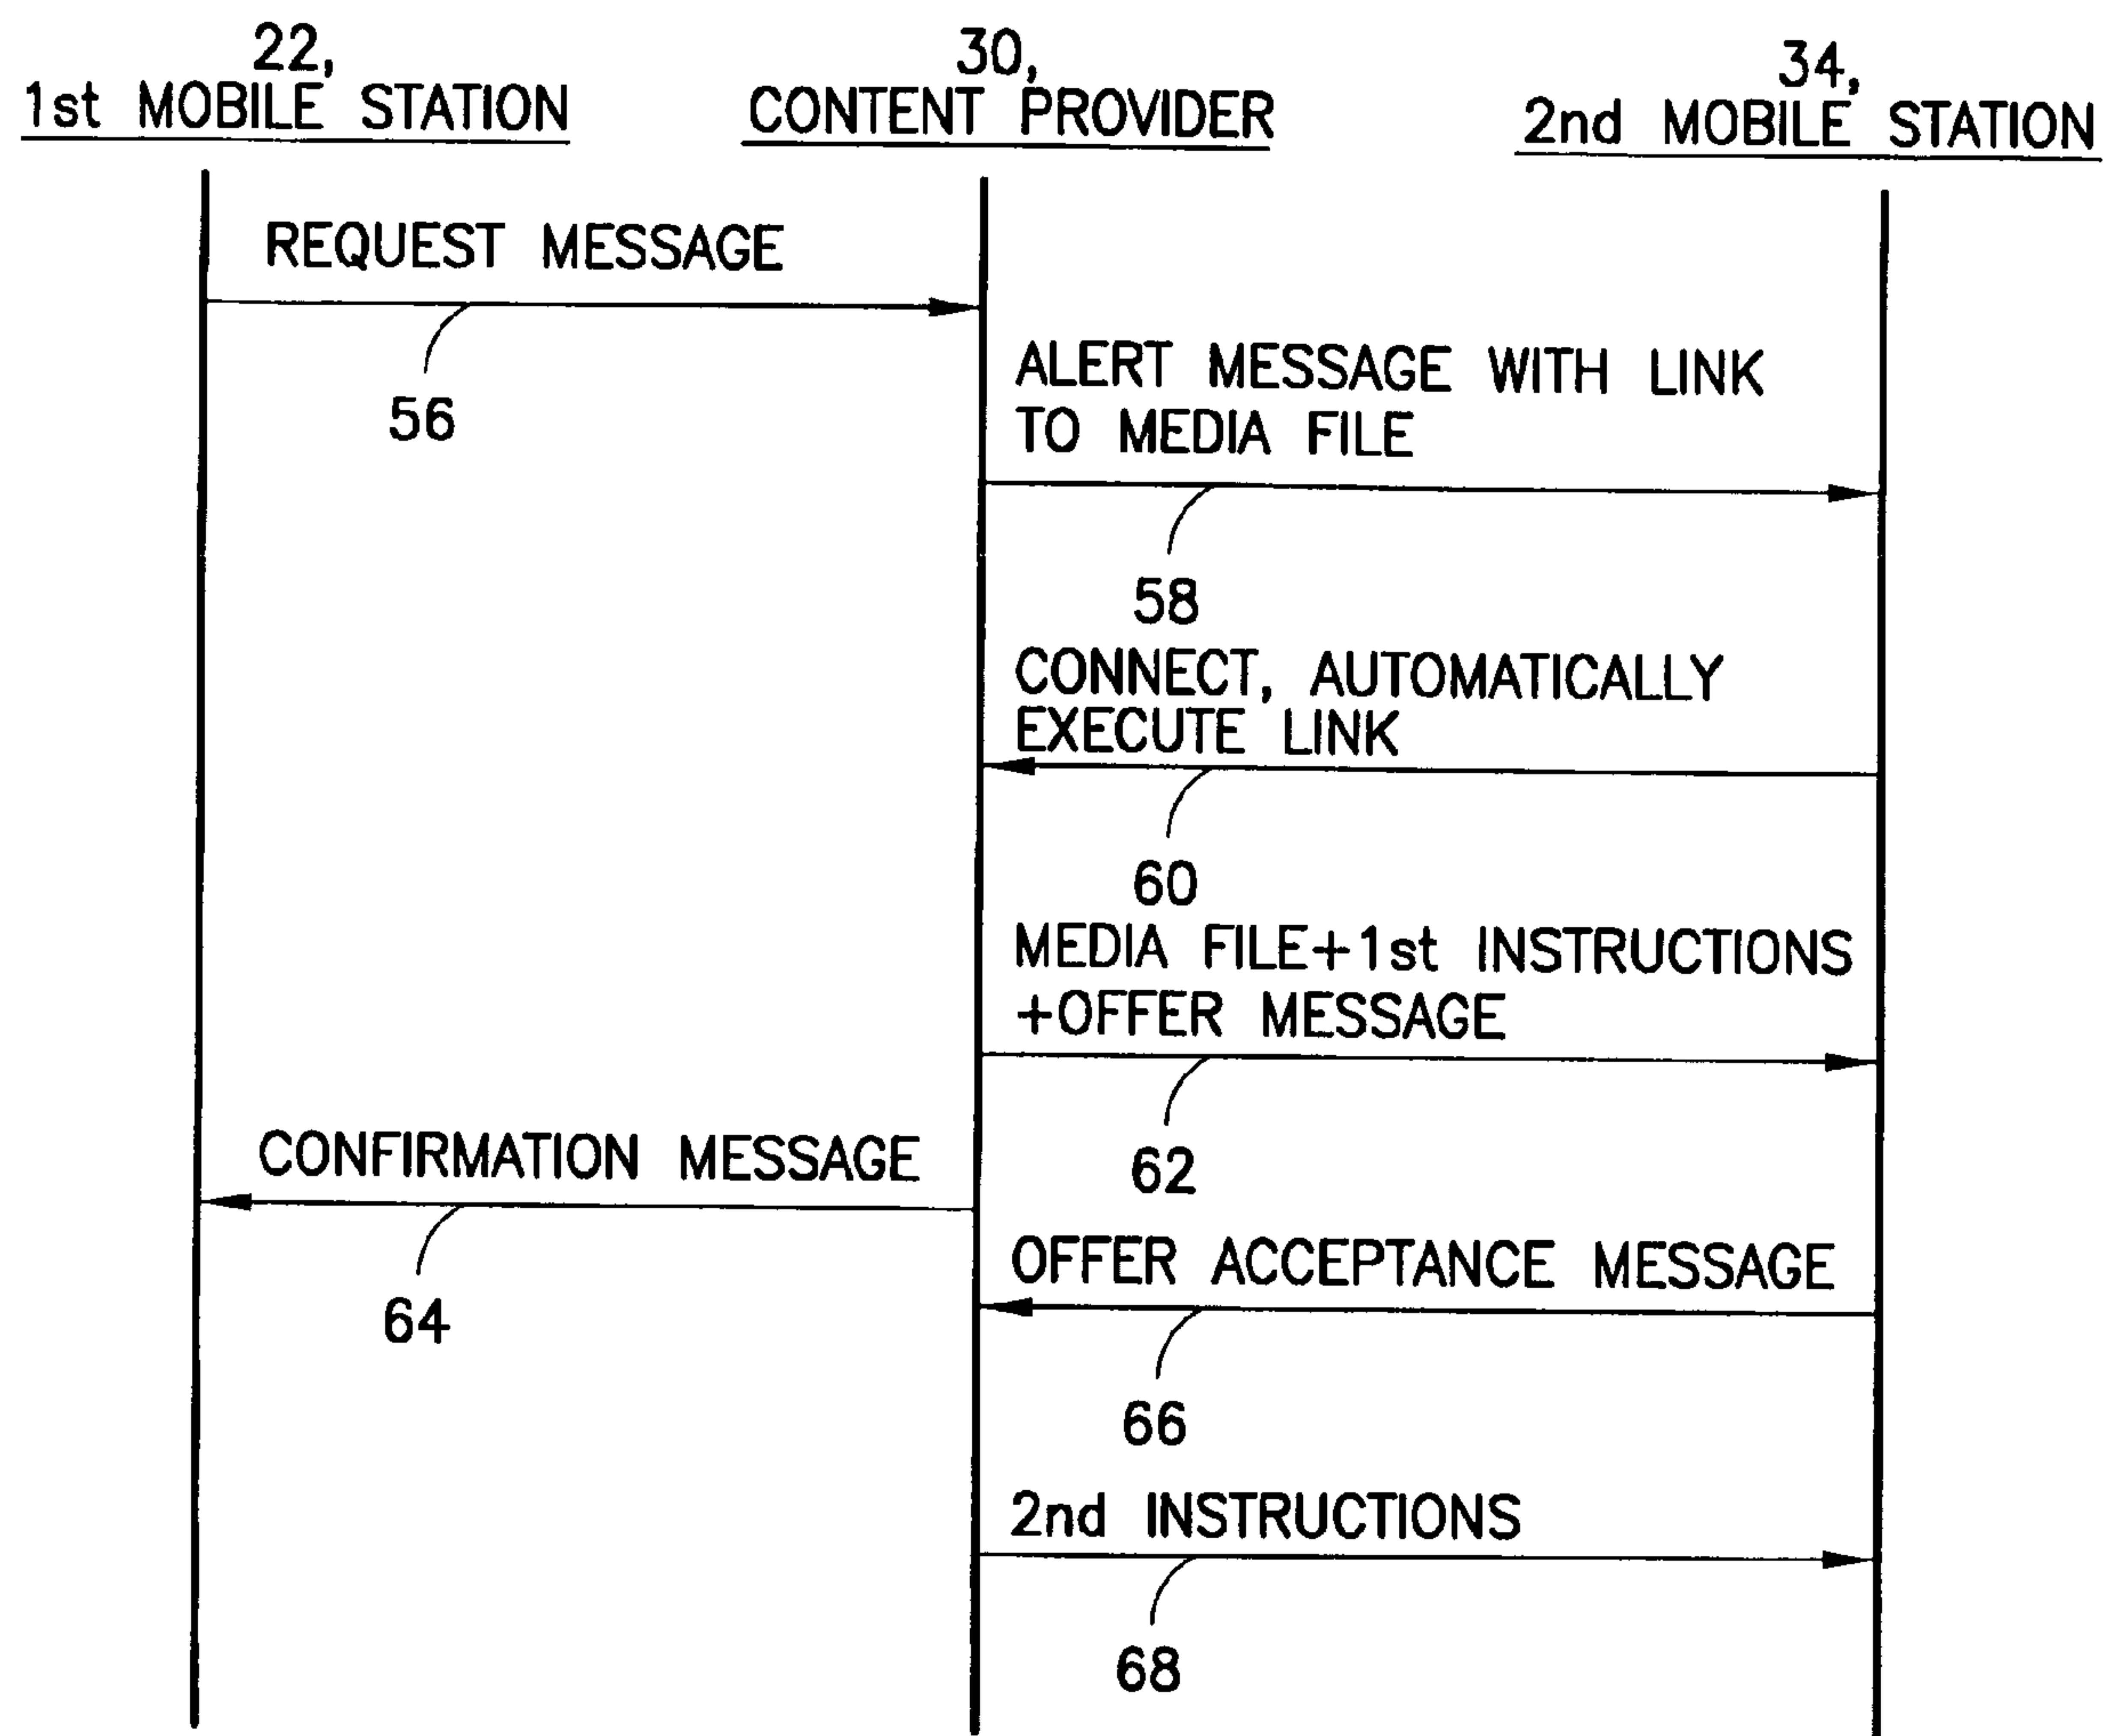 22,
1st MOBILE STATION
30,
CONTENT PROVIDER
34,
2nd MOBILE STATION
REQUEST MESSAGE
56
ALERT MESSAGE WITH LINK
TO MEDIA FILE
58
CONNECT, AUTOMATICALLY
EXECUTE LINK
60
MEDIA FILE+1st INSTRUCTIONS
+OFFER MESSAGE
62
CONFIRMATION MESSAGE
64
OFFER ACCEPTANCE MESSAGE
66
2nd INSTRUCTIONS
68